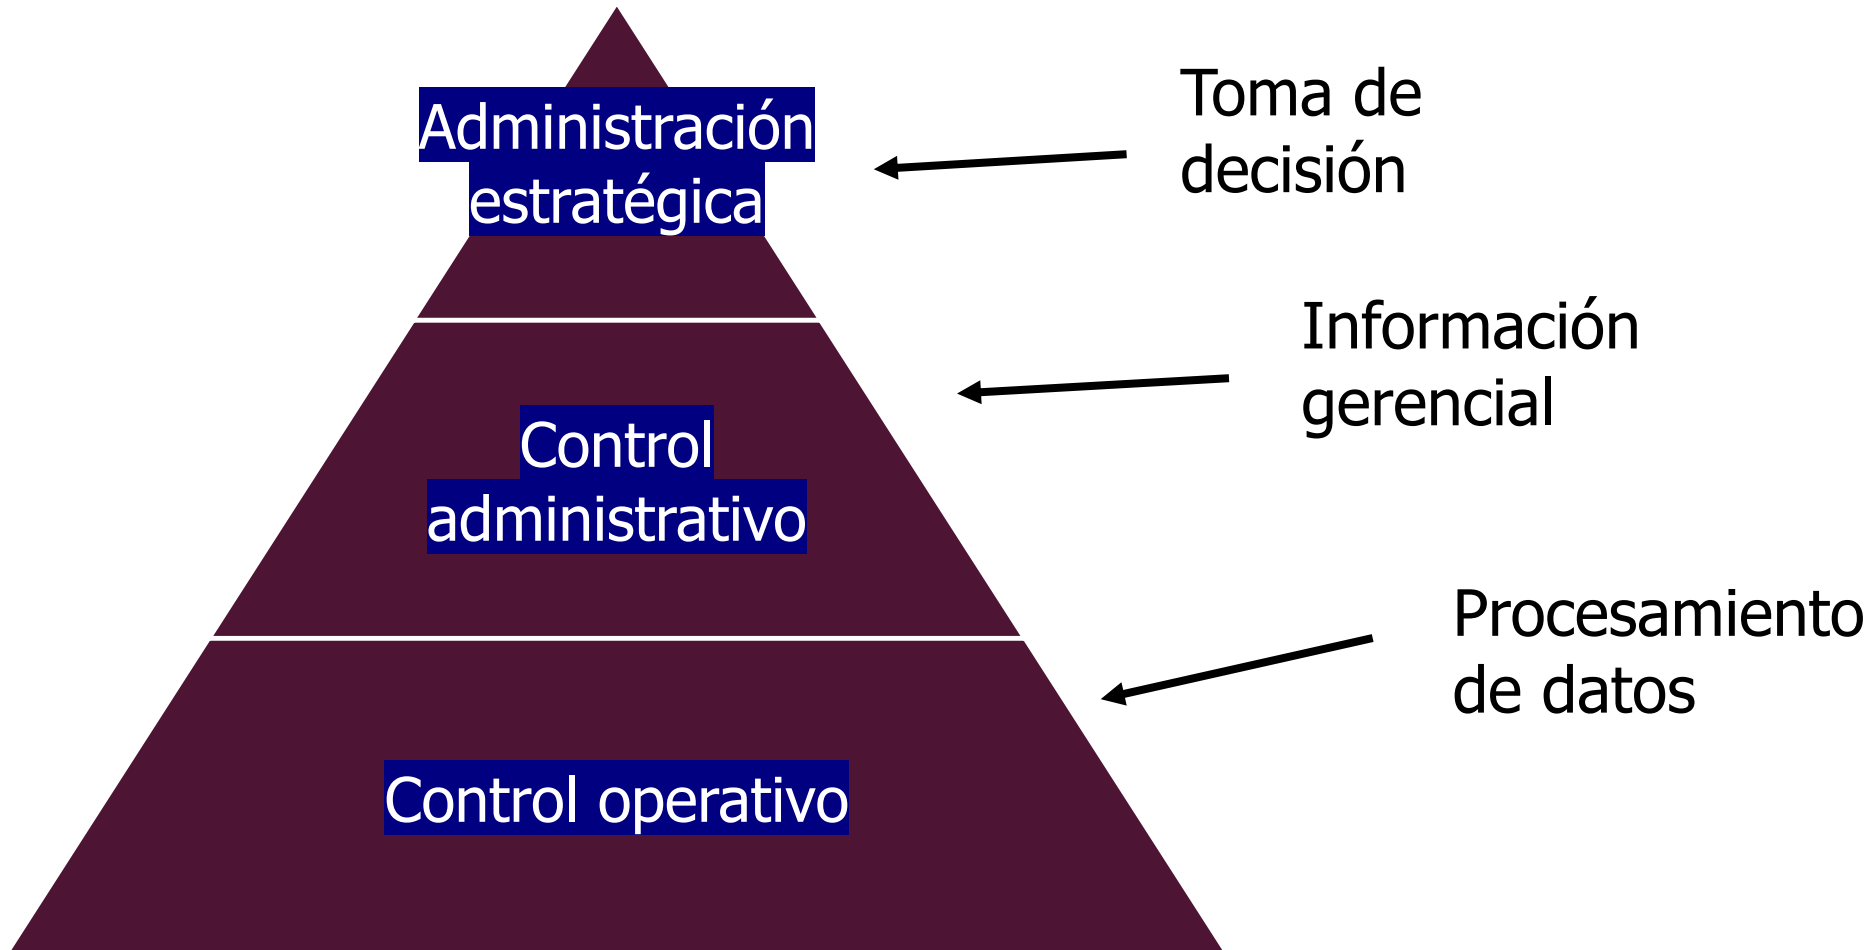 Administración
estratégica
Toma de
decisión
Control
administrativo
Información
gerencial
Control operativo
Procesamiento
de datos